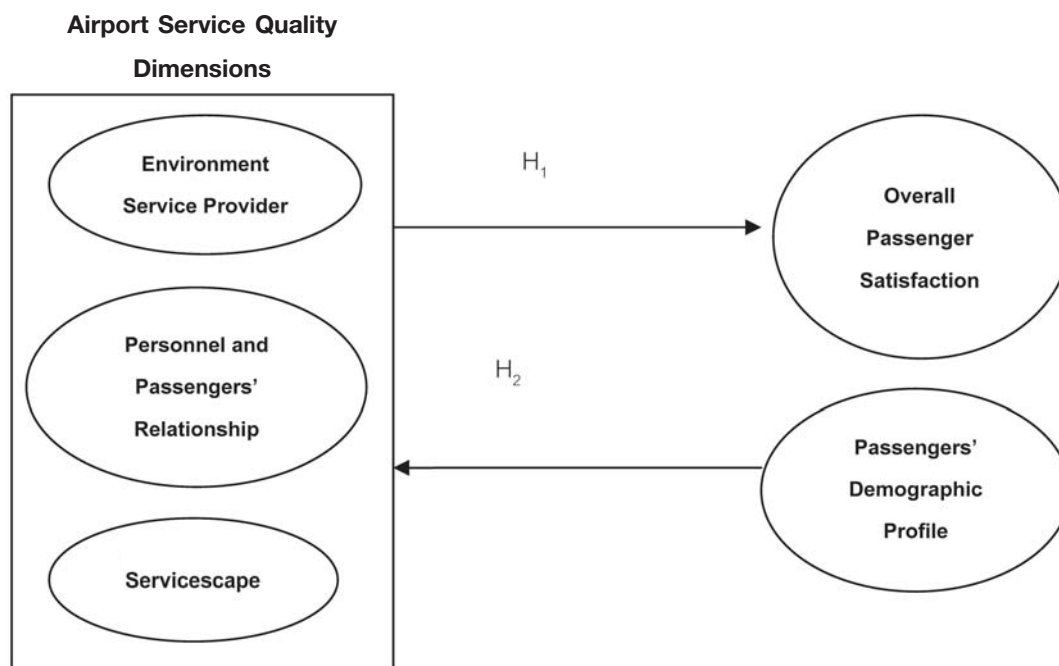 Airport Service Quality
Dimensions
Environment
Service Provider
Personnel and
Passengers’
Relationship
Servicescape
H₁
H₂
Overall
Passenger
Satisfaction
Passengers’
Demographic
Profile